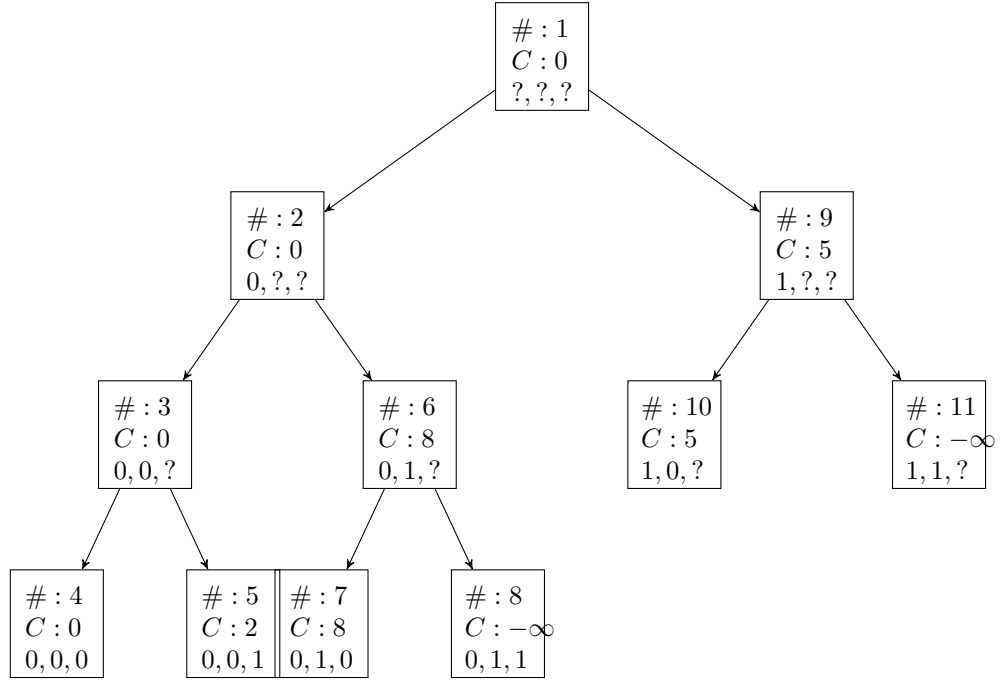 # : 1
C : 0
?, ?, ?
# : 2
C : 0
0, ?, ?
# : 9
C : 5
1, ?, ?
# : 3
C : 0
0, 0, ?
# : 6
C : 8
0, 1, ?
# : 10
C : 5
1, 0, ?
# : 11
C : −∞
1, 1, ?
# : 4
C : 0
0, 0, 0
# : 5
C : 2
0, 0, 1
# : 7
C : 8
0, 1, 0
# : 8
C : −∞
0, 1, 1